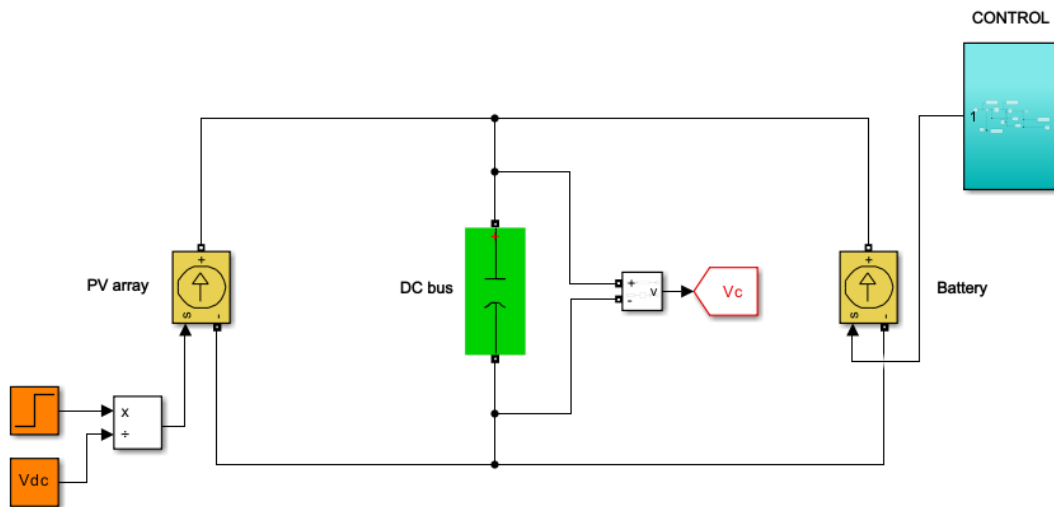 CONTROL
1
+
PV array
s
-
+
DC bus
+
-
v
Vc
+
Battery
s
-
x
÷
Vdc